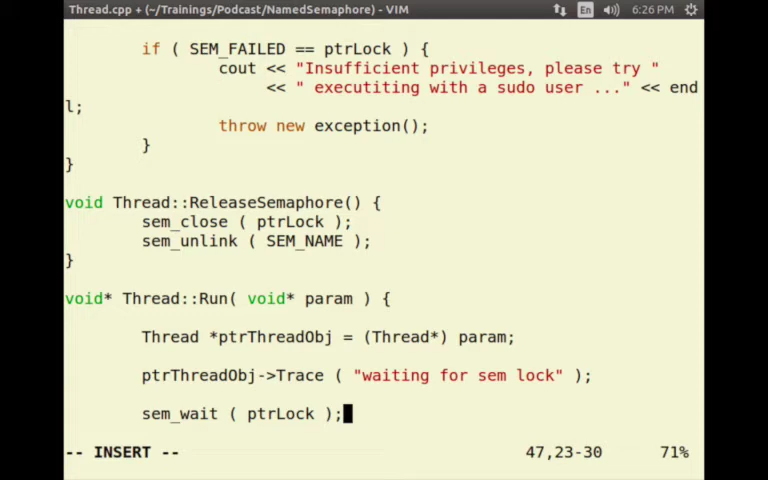 Thread.cpp + (~/Trainings/Podcast/NamedSemaphore) - VIM
En
6:26 PM
if ( SEM_FAILED == ptrLock ) {
cout << "Insufficient privileges, please try "
<< " executiting with a sudo user ..." << end
l;
throw new exception();
}
}
void Thread::ReleaseSemaphore() {
sem_close ( ptrLock );
sem_unlink ( SEM_NAME );
}
void* Thread::Run( void* param ) {
Thread *ptrThreadObj = (Thread*) param;
ptrThreadObj->Trace ( "waiting for sem lock" );
sem_wait ( ptrLock );
-- INSERT -- 47,23-30 71%